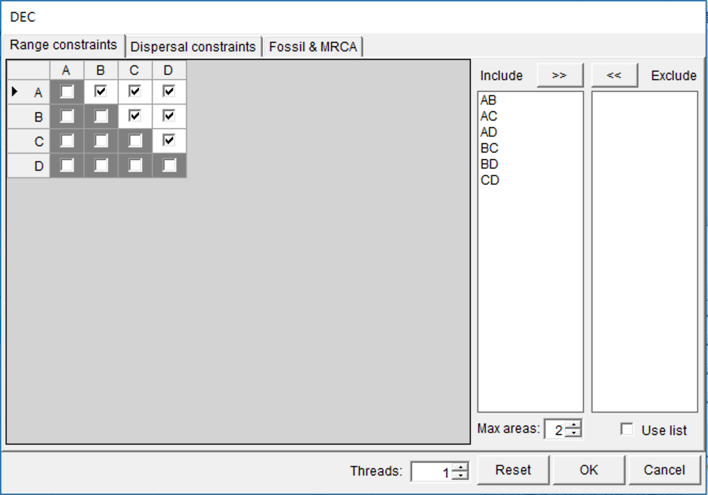 DEC
Range constraints Dispersal constraints Fossil & MRCA
A B C D
A
B
C
D
Include >> << Exclude
AB
AC
AD
BC
BD
CD
Max areas: 2 Use list
Threads: 1 Reset OK Cancel